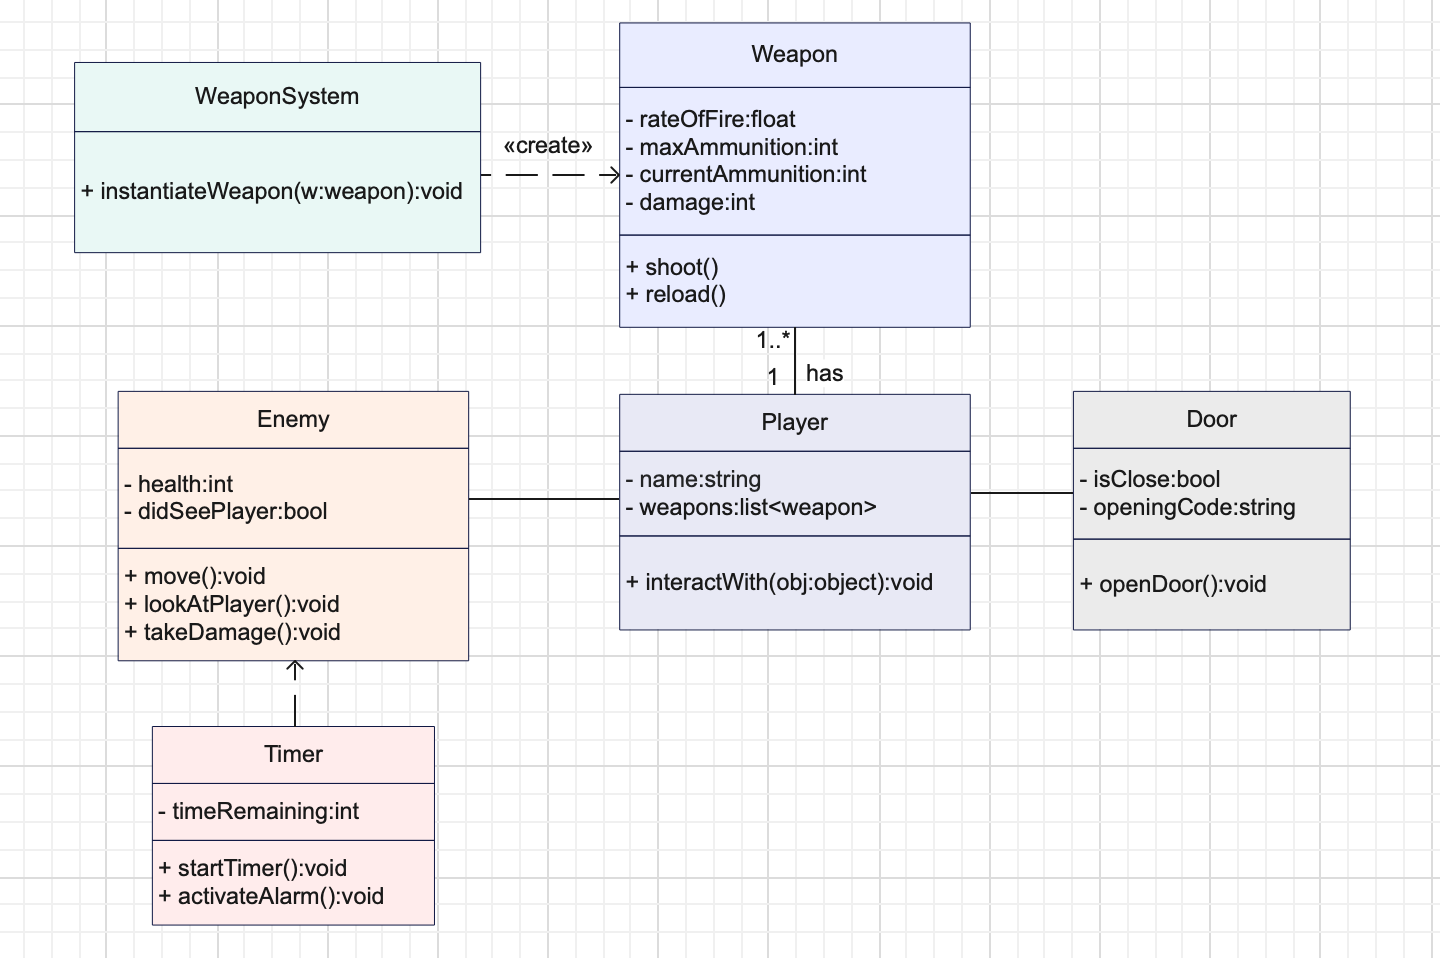 WeaponSystem
+ instantiateWeapon(w:weapon):void
«create»
Weapon
- rateOfFire:float
- maxAmmunition:int
- currentAmmunition:int
- damage:int
+ shoot()
+ reload()
1..*
1
has
Enemy
- health:int
- didSeePlayer:bool
+ move():void
+ lookAtPlayer():void
+ takeDamage():void
Player
- name:string
- weapons:list<weapon>
+ interactWith(obj:object):void
Door
- isClose:bool
- openingCode:string
+ openDoor():void
Timer
- timeRemaining:int
+ startTimer():void
+ activateAlarm():void